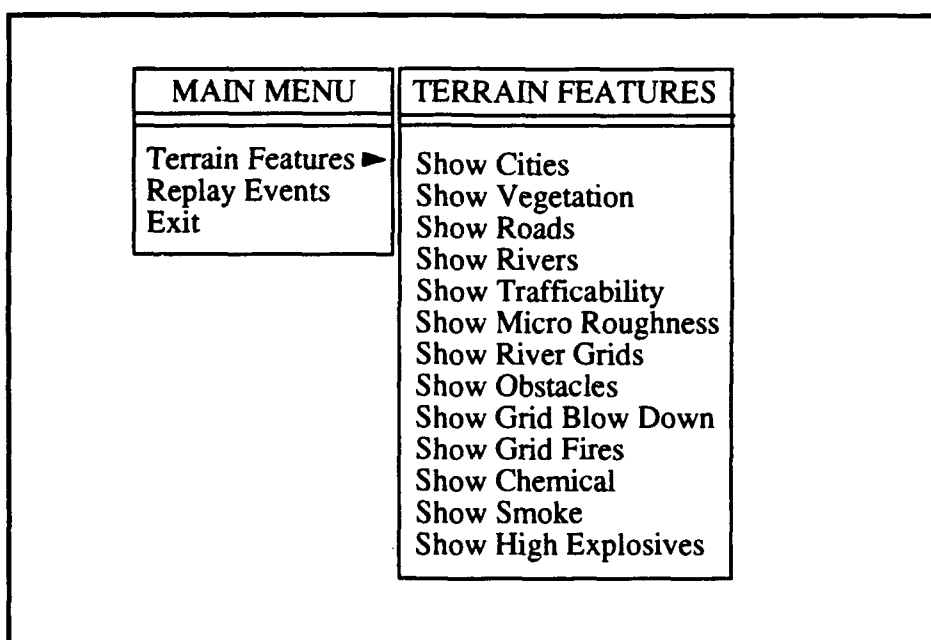 MAIN MENU
Terrain Features ►
Replay Events
Exit
TERRAIN FEATURES
Show Cities
Show Vegetation
Show Roads
Show Rivers
Show Trafficability
Show Micro Roughness
Show River Grids
Show Obstacles
Show Grid Blow Down
Show Grid Fires
Show Chemical
Show Smoke
Show High Explosives